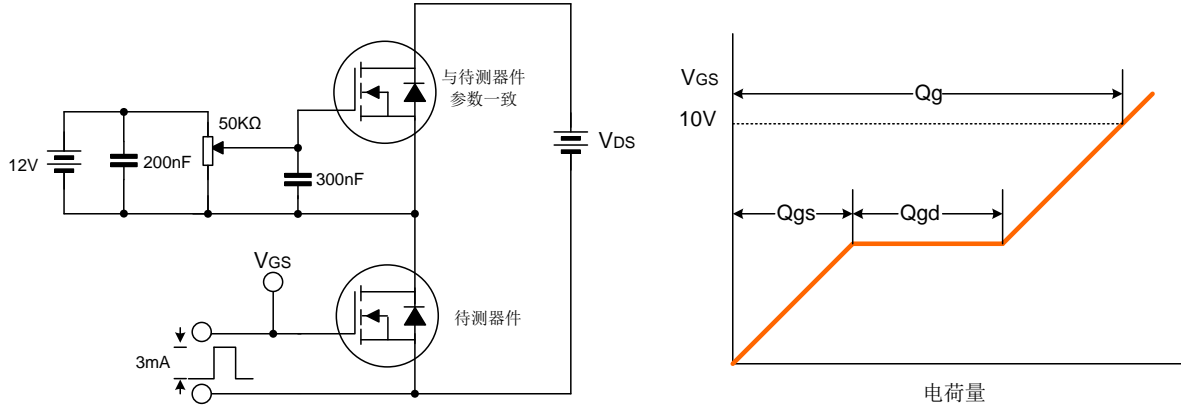 与待测器件
参数一致
50KΩ
12V
200nF
300nF
VDS
VGS
待测器件
3mA
VGS
10V
Qg
Qgs
Qgd
电荷量